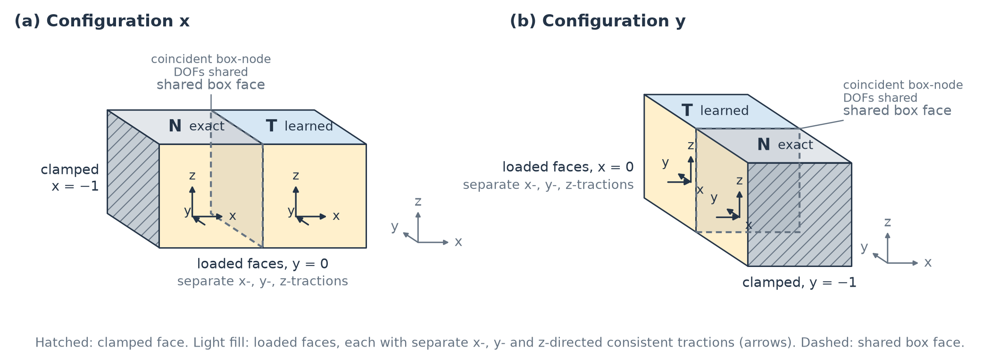 (a) Configuration x
coincident box-node
DOFs shared
shared box face
N exact
T learned
clamped
x = −1
z
y
x
z
y
x
z
y
x
loaded faces, y = 0
separate x-, y-, z-tractions
(b) Configuration y
coincident box-node
DOFs shared
shared box face
T learned
N exact
loaded faces, x = 0
separate x-, y-, z-tractions
z
y
x
z
y
x
z
y
x
clamped, y = −1
Hatched: clamped face. Light fill: loaded faces, each with separate x-, y- and z-directed consistent tractions (arrows). Dashed: shared box face.